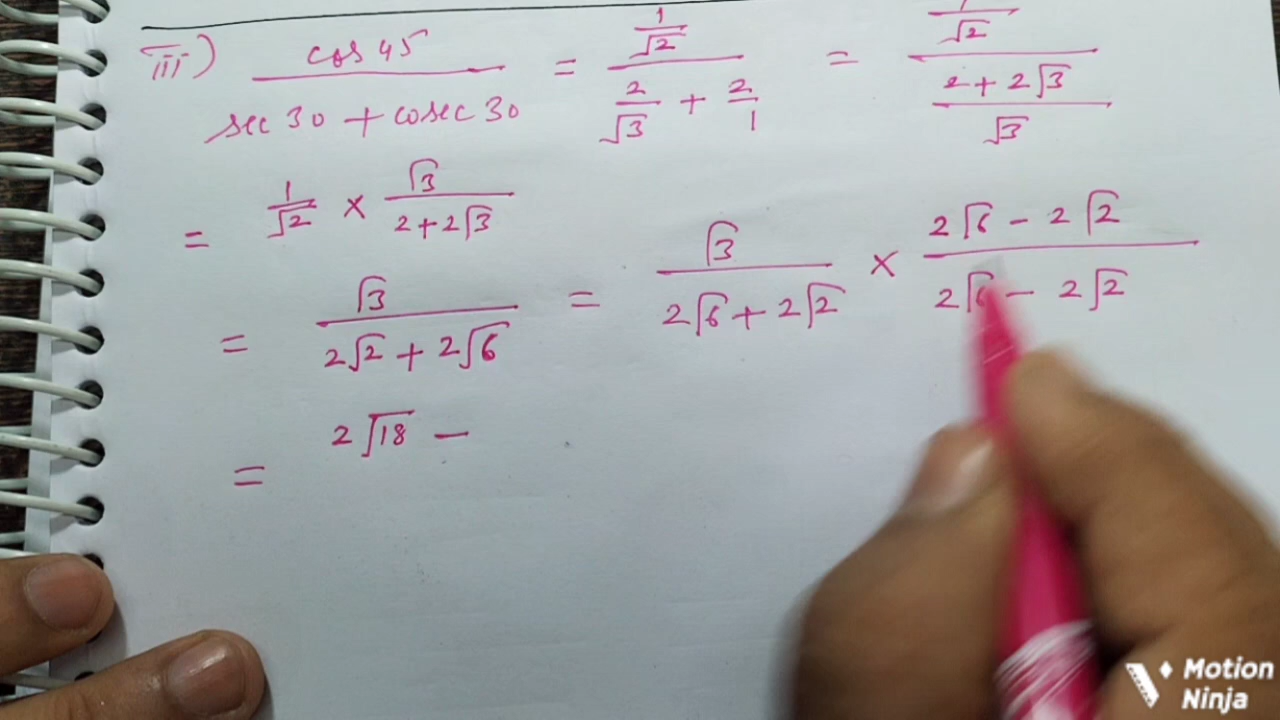 III) cos 45 / sec 30 + cosec 30 = 1/√2 / 2/√3 + 2/1 = 1/√2 / 2 + 2√3 / √3
= 1/√2 × √3 / 2+2√3
= √3 / 2√2 + 2√6 = √3 / 2√6 + 2√2 × 2√6 - 2√2 / 2√6 - 2√2
= 2√18 -
Motion
Ninja